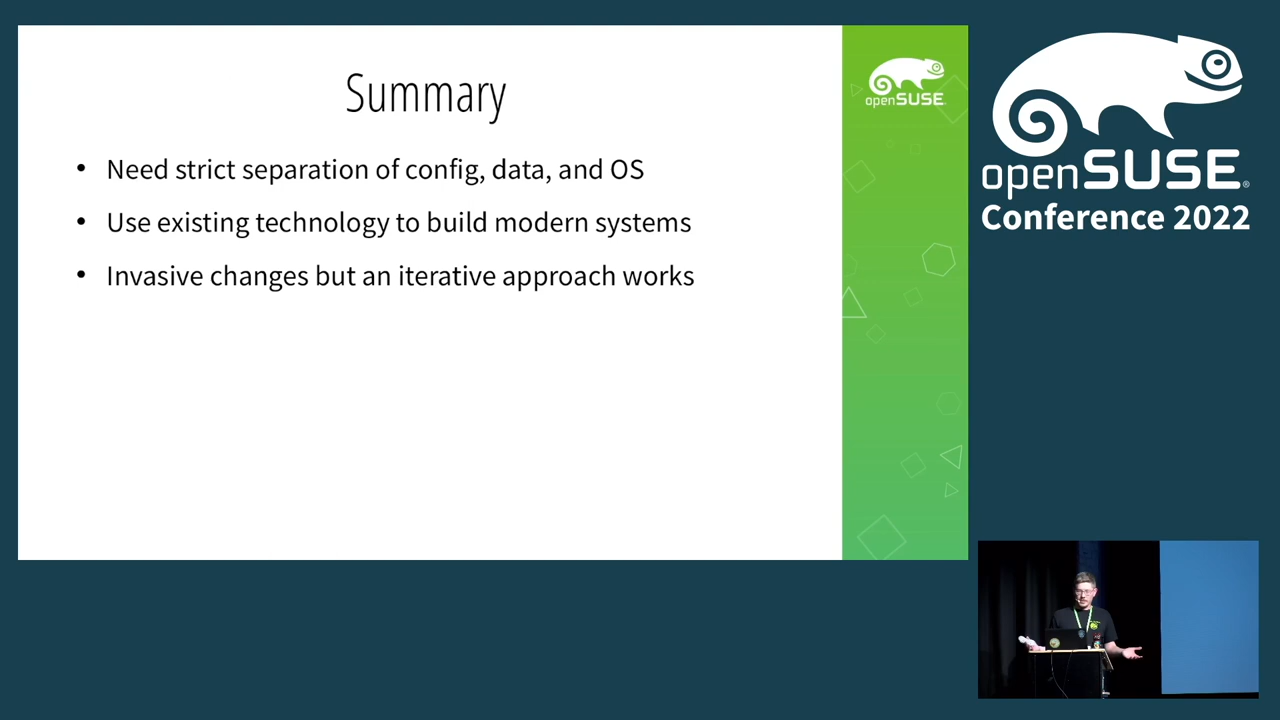 Summary
• Need strict separation of config, data, and OS
• Use existing technology to build modern systems
• Invasive changes but an iterative approach works
openSUSE
openSUSE®
Conference 2022